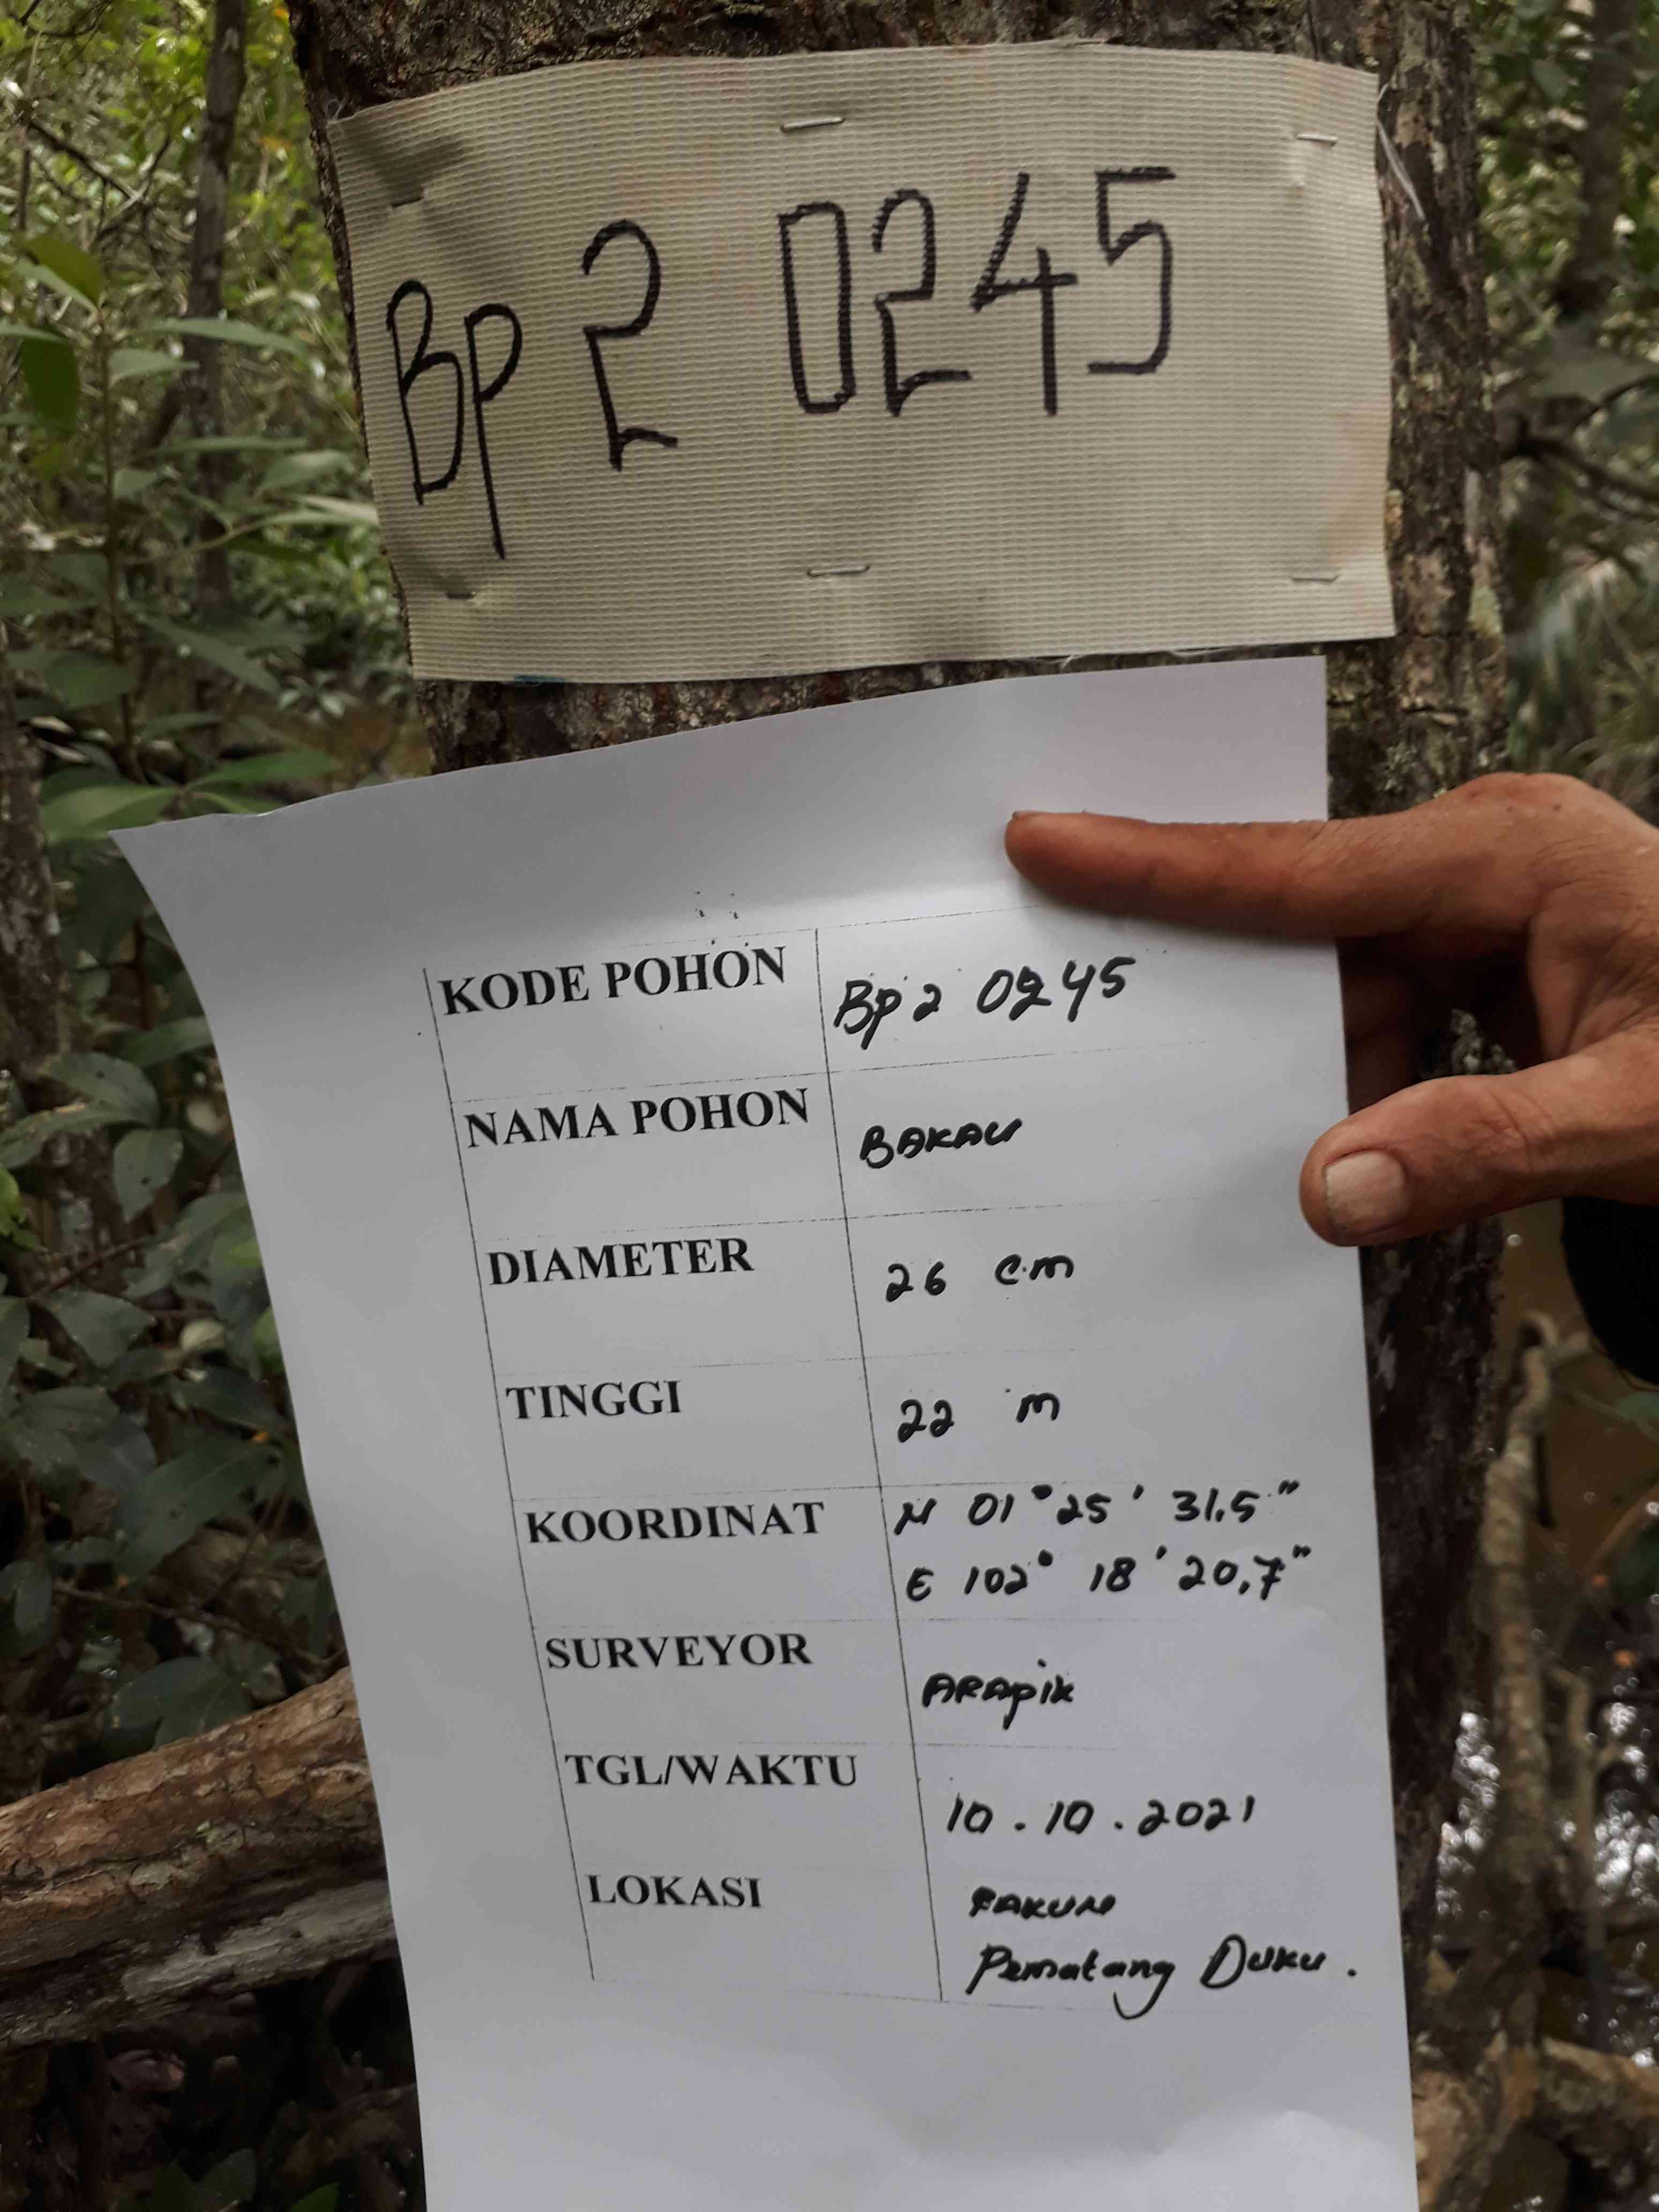 Bp 2 0245
KODE POHON Bp 2 0245
NAMA POHON BAKAU
DIAMETER 26 cm
TINGGI 22 m
KOORDINAT N 01° 25' 31.5"
E 102° 18' 20,7"
SURVEYOR ARApik
TGL/WAKTU 10.10.2021
LOKASI
Pematang Duku.